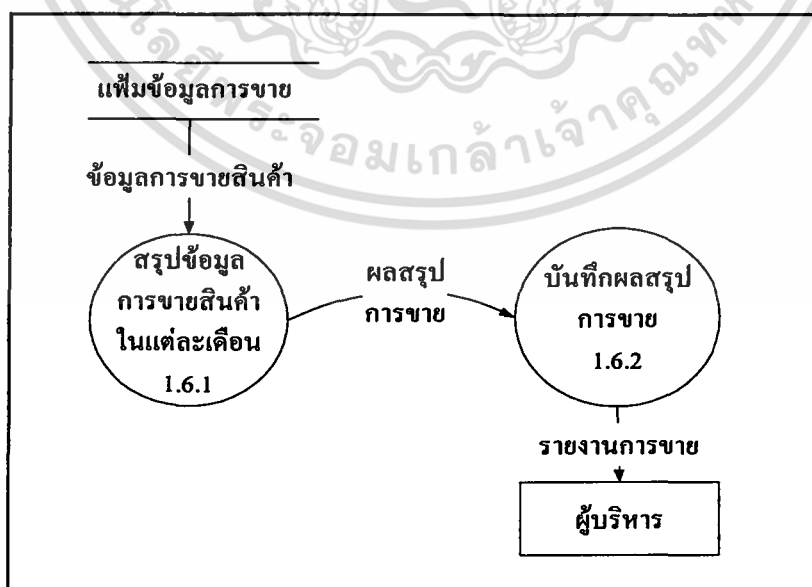 แฟ้มข้อมูลการขาย
ข้อมูลการขายสินค้า
สรุปข้อมูล
การขายสินค้า
ในแต่ละเดือน
1.6.1
ผลสรุป
การขาย
บันทึกผลสรุป
การขาย
1.6.2
รายงานการขาย
ผู้บริหาร